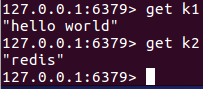 127.0.0.1:6379> get k1
"hello world"
127.0.0.1:6379> get k2
"redis"
127.0.0.1:6379>